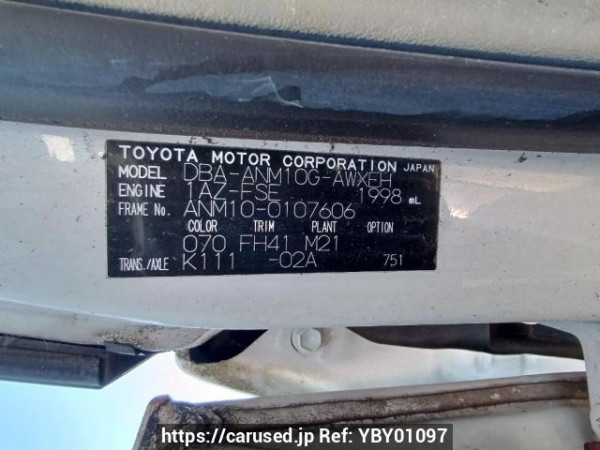 TOYOTA MOTOR CORPORATION JAPAN
MODEL DBA-ANM10G-AWXEH
ENGINE 1AZ-FSE 1998 mL
FRAME NO. ANM10-0107606
COLOR TRIM PLANT OPTION
070 FH41 M21
TRANS./AXLE K111 -02A 751
https://carused.jp Ref: YBY01097